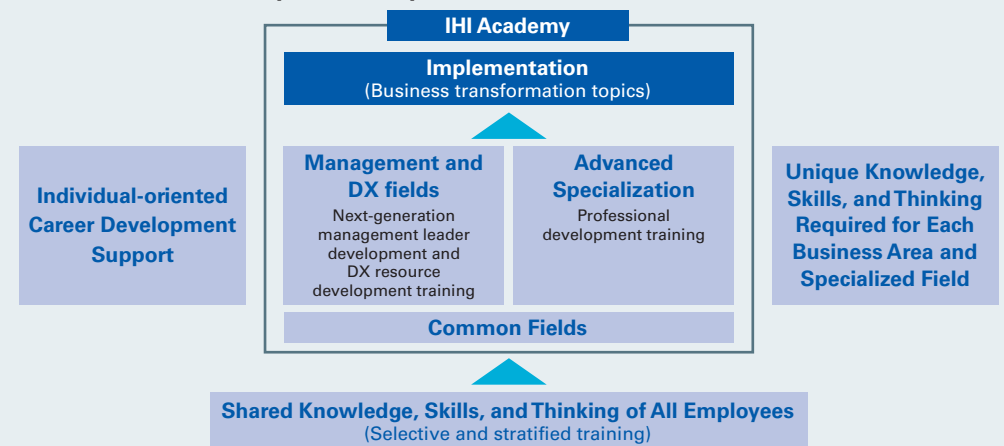 IHI Academy
Implementation
(Business transformation topics)
Individual-oriented
Career Development
Support
Management and
DX fields
Next-generation
management leader
development and
DX resource
development training
Advanced
Specialization
Professional
development training
Unique Knowledge,
Skills, and Thinking
Required for Each
Business Area and
Specialized Field
Common Fields
Shared Knowledge, Skills, and Thinking of All Employees
(Selective and stratified training)